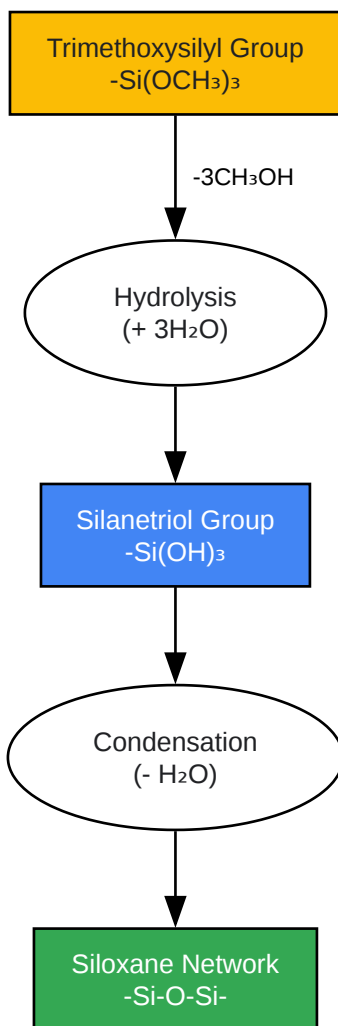 Trimethoxysilyl Group
-Si(OCH₃)₃
-3CH₃OH
Hydrolysis
(+ 3H₂O)
Silanetriol Group
-Si(OH)₃
Condensation
(- H₂O)
Siloxane Network
-Si-O-Si-